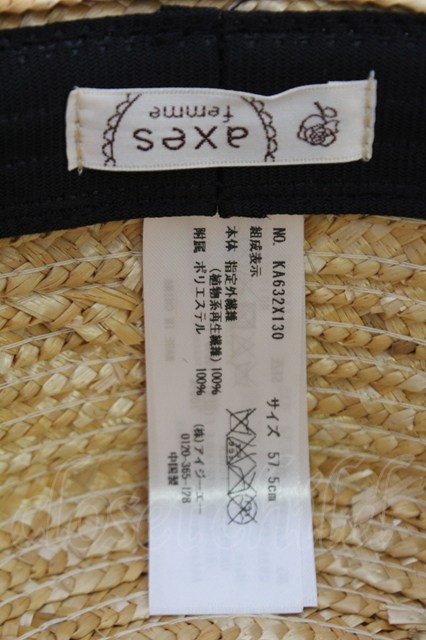 axes
femme
NO. KA632X130 サイズ 57.5cm
組成表示
本体 指定外繊維
(植物系再生繊維) 100%
附属 ポリエステル 100%
(株)アイジーエー
0120-365-178
中国製